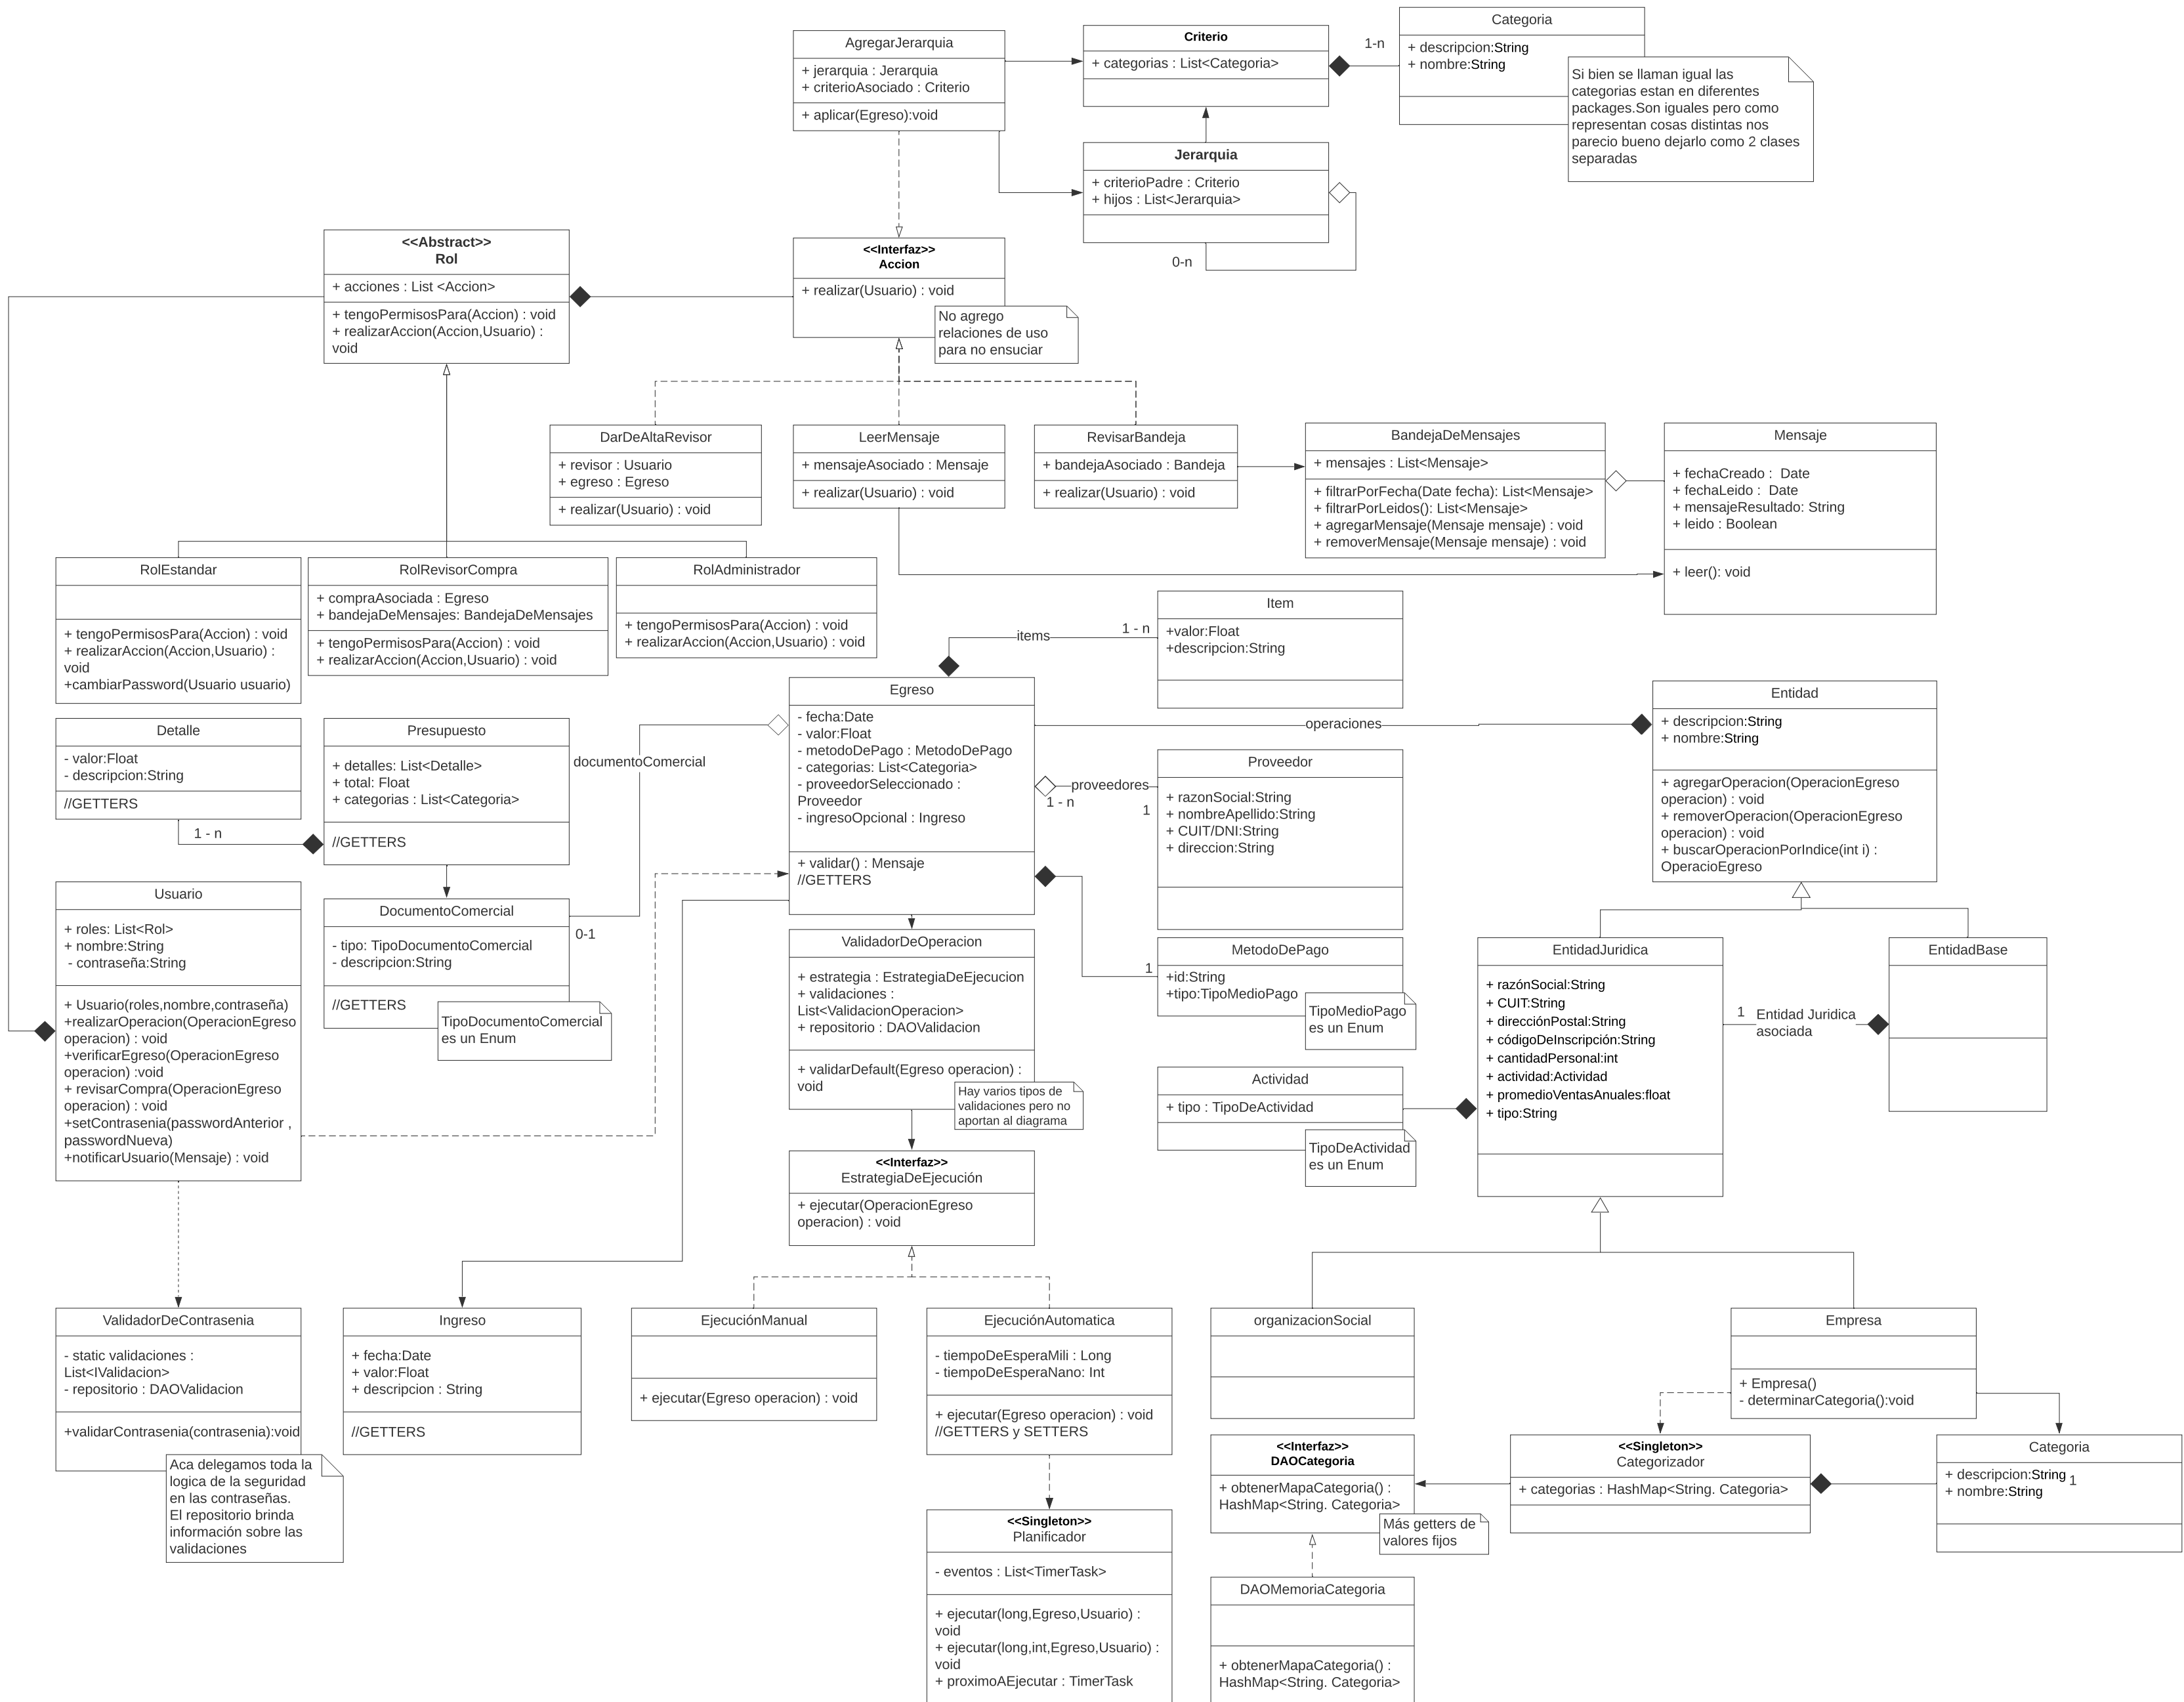 AgregarJerarquia
+ jerarquia : Jerarquia
+ criterioAsociado : Criterio
+ aplicar(Egreso):void
Criterio
+ categorias : List<Categoria>
1-n
Categoria
+ descripcion:String
+ nombre:String
Si bien se llaman igual las
categorias estan en diferentes
packages.Son iguales pero como
representan cosas distintas nos
parecio bueno dejarlo como 2 clases
separadas
Jerarquia
+ criterioPadre : Criterio
+ hijos : List<Jerarquia>
0-n
<<Abstract>>
Rol
+ acciones : List <Accion>
+ tengoPermisosPara(Accion) : void
+ realizarAccion(Accion,Usuario) :
void
<<Interfaz>>
Accion
+ realizar(Usuario) : void
No agrego
relaciones de uso
para no ensuciar
DarDeAltaRevisor
+ revisor : Usuario
+ egreso : Egreso
+ realizar(Usuario) : void
LeerMensaje
+ mensajeAsociado : Mensaje
+ realizar(Usuario) : void
RevisarBandeja
+ bandejaAsociado : Bandeja
+ realizar(Usuario) : void
BandejaDeMensajes
+ mensajes : List<Mensaje>
+ filtrarPorFecha(Date fecha): List<Mensaje>
+ filtrarPorLeidos(): List<Mensaje>
+ agregarMensaje(Mensaje mensaje) : void
+ removerMensaje(Mensaje mensaje) : void
Mensaje
+ fechaCreado :  Date
+ fechaLeido :  Date
+ mensajeResultado: String
+ leido : Boolean
+ leer(): void
RolEstandar
+ tengoPermisosPara(Accion) : void
+ realizarAccion(Accion,Usuario) :
void
+cambiarPassword(Usuario usuario)
RolRevisorCompra
+ compraAsociada : Egreso
+ bandejaDeMensajes: BandejaDeMensajes
+ tengoPermisosPara(Accion) : void
+ realizarAccion(Accion,Usuario) : void
RolAdministrador
+ tengoPermisosPara(Accion) : void
+ realizarAccion(Accion,Usuario) : void
items
1 - n
Item
+valor:Float
+descripcion:String
Detalle
- valor:Float
- descripcion:String
//GETTERS
1 - n
Presupuesto
+ detalles: List<Detalle>
+ total: Float
+ categorias : List<Categoria>
//GETTERS
documentoComercial
0-1
Egreso
- fecha:Date
- valor:Float
- metodoDePago : MetodoDePago
- categorias: List<Categoria>
- proveedorSeleccionado :
Proveedor
- ingresoOpcional : Ingreso
+ validar() : Mensaje
//GETTERS
operaciones
proveedores
1 - n
1
Proveedor
+ razonSocial:String
+ nombreApellido:String
+ CUIT/DNI:String
+ direccion:String
Entidad
+ descripcion:String
+ nombre:String
+ agregarOperacion(OperacionEgreso
operacion) : void
+ removerOperacion(OperacionEgreso
operacion) : void
+ buscarOperacionPorIndice(int i) :
OperacioEgreso
Usuario
+ roles: List<Rol>
+ nombre:String
- contraseña:String
+ Usuario(roles,nombre,contraseña)
+realizarOperacion(OperacionEgreso
operacion) : void
+verificarEgreso(OperacionEgreso
operacion) :void
+ revisarCompra(OperacionEgreso
operacion) : void
+setContrasenia(passwordAnterior ,
passwordNueva)
+notificarUsuario(Mensaje) : void
DocumentoComercial
- tipo: TipoDocumentoComercial
- descripcion:String
//GETTERS
TipoDocumentoComercial
es un Enum
ValidadorDeOperacion
+ estrategia : EstrategiaDeEjecucion
+ validaciones :
List<ValidacionOperacion>
+ repositorio : DAOValidacion
+ validarDefault(Egreso operacion) :
void
Hay varios tipos de
validaciones pero no
aportan al diagrama
1
MetodoDePago
+id:String
+tipo:TipoMedioPago
TipoMedioPago
es un Enum
Actividad
+ tipo : TipoDeActividad
TipoDeActividad
es un Enum
EntidadJuridica
+ razónSocial:String
+ CUIT:String
+ direcciónPostal:String
+ códigoDeInscripción:String
+ cantidadPersonal:int
+ actividad:Actividad
+ promedioVentasAnuales:float
+ tipo:String
1
Entidad Juridica
asociada
EntidadBase
<<Interfaz>>
EstrategiaDeEjecución
+ ejecutar(OperacionEgreso
operacion) : void
ValidadorDeContrasenia
- static validaciones :
List<IValidacion>
- repositorio : DAOValidacion
+validarContrasenia(contrasenia):void
Aca delegamos toda la
logica de la seguridad
en las contraseñas.
El repositorio brinda
información sobre las
validaciones
Ingreso
+ fecha:Date
+ valor:Float
+ descripcion : String
//GETTERS
EjecuciónManual
+ ejecutar(Egreso operacion) : void
EjecuciónAutomatica
- tiempoDeEsperaMili : Long
- tiempoDeEsperaNano: Int
+ ejecutar(Egreso operacion) : void
//GETTERS y SETTERS
organizacionSocial
Empresa
+ Empresa()
- determinarCategoria():void
<<Interfaz>>
DAOCategoria
+ obtenerMapaCategoria() :
HashMap<String. Categoria>
Más getters de
valores fijos
<<Singleton>>
Categorizador
+ categorias : HashMap<String. Categoria>
Categoria
+ descripcion:String
+ nombre:String
1
<<Singleton>>
Planificador
- eventos : List<TimerTask>
+ ejecutar(long,Egreso,Usuario) :
void
+ ejecutar(long,int,Egreso,Usuario) :
void
+ proximoAEjecutar : TimerTask
DAOMemoriaCategoria
+ obtenerMapaCategoria() :
HashMap<String. Categoria>